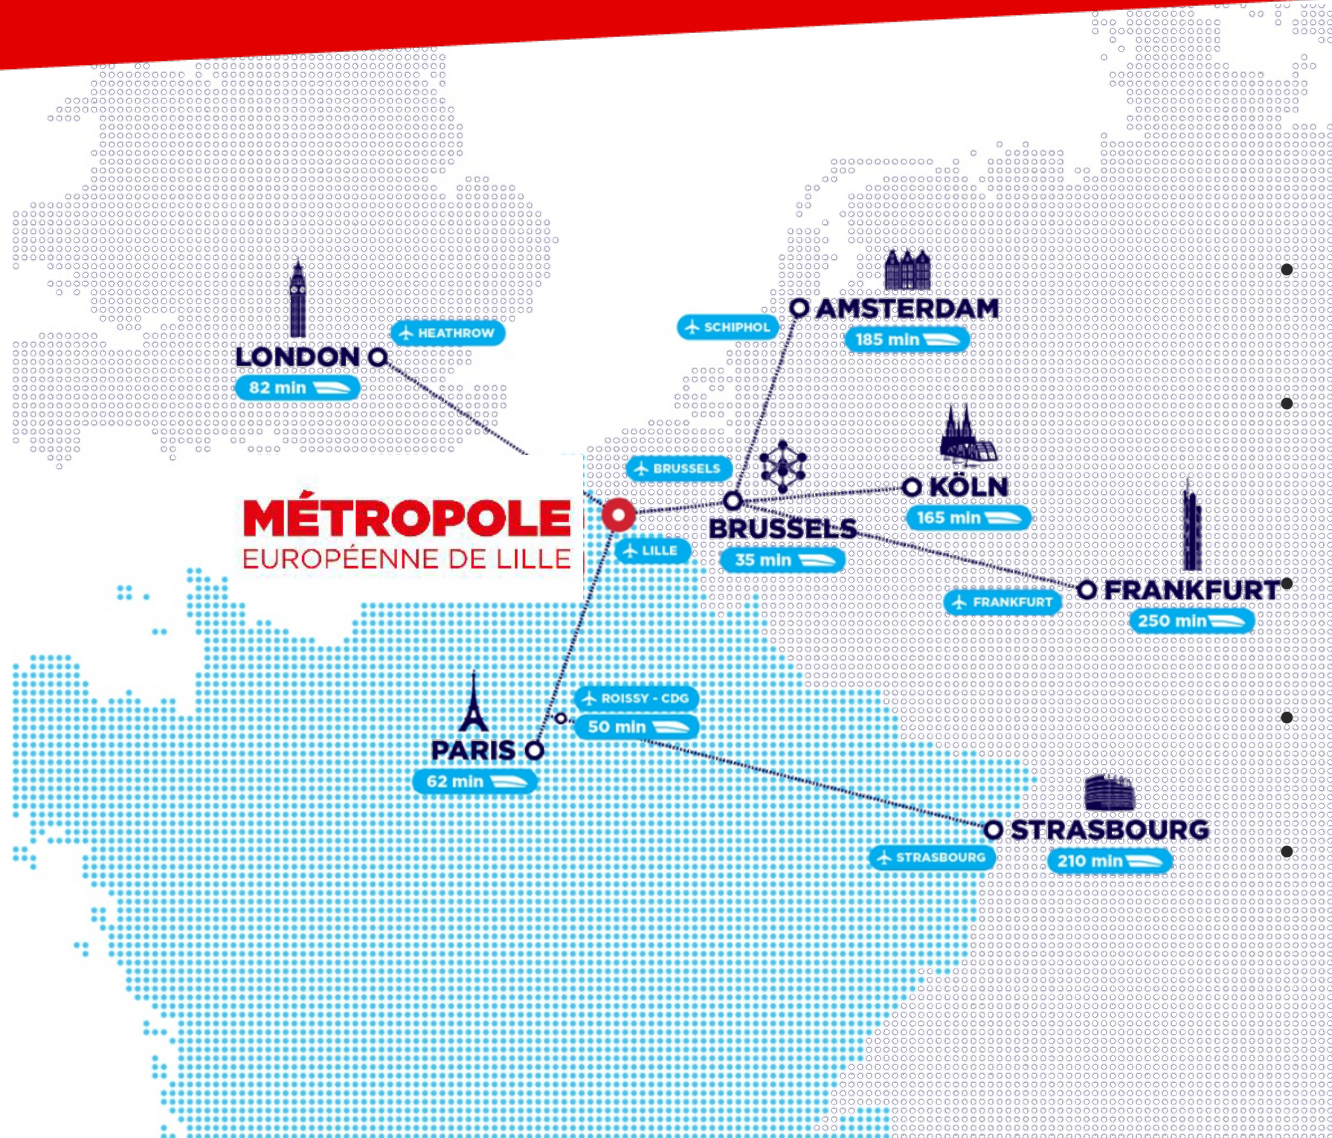 AMSTERDAM
SCHIPHOL
185 min
HEATHROW
LONDON
82 min
BRUSSELS
KÖLN
165 min
MÉTROPOLE
EUROPÉENNE DE LILLE
BRUSSELS
35 min
LILLE
FRANKFURT
FRANKFURT
250 min
ROISSY - CDG
50 min
PARIS
62 min
STRASBOURG
STRASBOURG
210 min